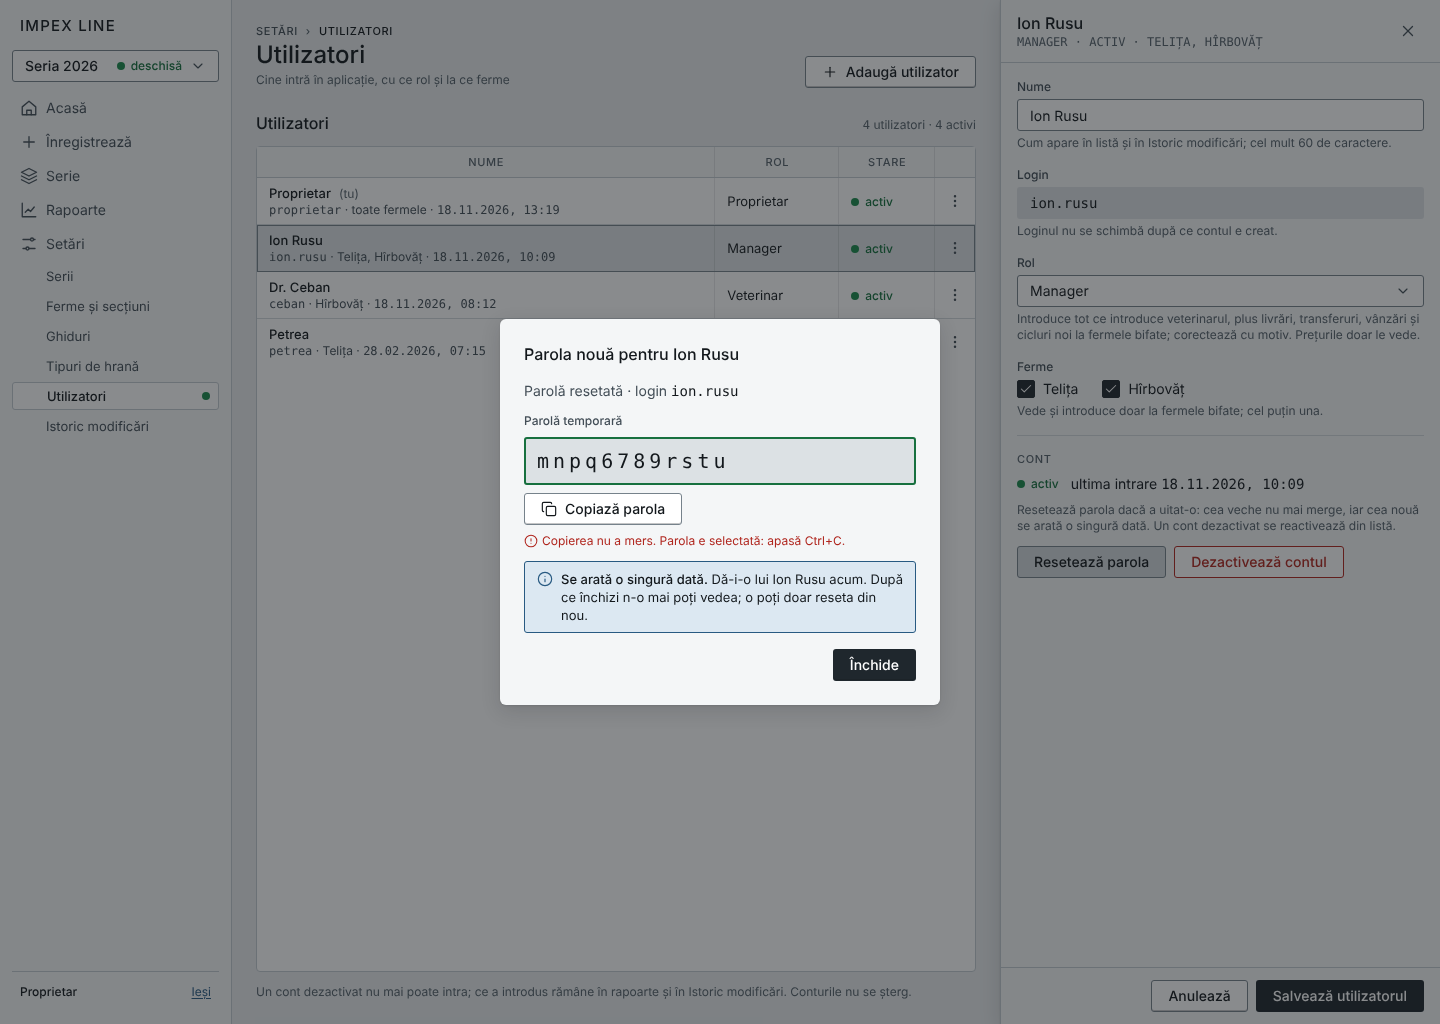 IMPEX LINE
Seria 2026 deschisă
Acasă
Înregistrează
Serie
Rapoarte
Setări
Serii
Ferme și secțiuni
Ghiduri
Tipuri de hrană
Utilizatori
Istoric modificări
Proprietar Ieși
SETĂRI › UTILIZATORI
Utilizatori
Cine intră în aplicație, cu ce rol și la ce ferme
Adaugă utilizator
Utilizatori
4 utilizatori · 4 activi
NUME ROL STARE
Proprietar (tu)
proprietar · toate fermele · 18.11.2026, 13:19
Proprietar
activ
Ion Rusu
ion.rusu · Telița, Hîrbovăț · 18.11.2026, 10:09
Manager
activ
Dr. Ceban
ceban · Hîrbovăț · 18.11.2026, 08:12
Veterinar
activ
Petrea
petrea · Telița · 28.02.2026, 07:15
Un cont dezactivat nu mai poate intra; ce a introdus rămâne în rapoarte și în Istoric modificări. Conturile nu se șterg.
Parola nouă pentru Ion Rusu
Parolă resetată · login ion.rusu
Parolă temporară
mnpq6789rstu
Copiază parola
Copierea nu a mers. Parola e selectată: apasă Ctrl+C.
Se arată o singură dată. Dă-i-o lui Ion Rusu acum. După
ce închizi n-o mai poți vedea; o poți doar reseta din
nou.
Închide
Ion Rusu
MANAGER · ACTIV · TELIȚA, HÎRBOVĂȚ
Nume
Ion Rusu
Cum apare în listă și în Istoric modificări; cel mult 60 de caractere.
Login
ion.rusu
Loginul nu se schimbă după ce contul e creat.
Rol
Manager
Introduce tot ce introduce veterinarul, plus livrări, transferuri, vânzări și
cicluri noi la fermele bifate; corectează cu motiv. Prețurile doar le vede.
Ferme
Telița Hîrbovăț
Vede și introduce doar la fermele bifate; cel puțin una.
CONT
activ ultima intrare 18.11.2026, 10:09
Resetează parola dacă a uitat-o: cea veche nu mai merge, iar cea nouă
se arată o singură dată. Un cont dezactivat se reactivează din listă.
Resetează parola Dezactivează contul
Anulează Salvează utilizatorul